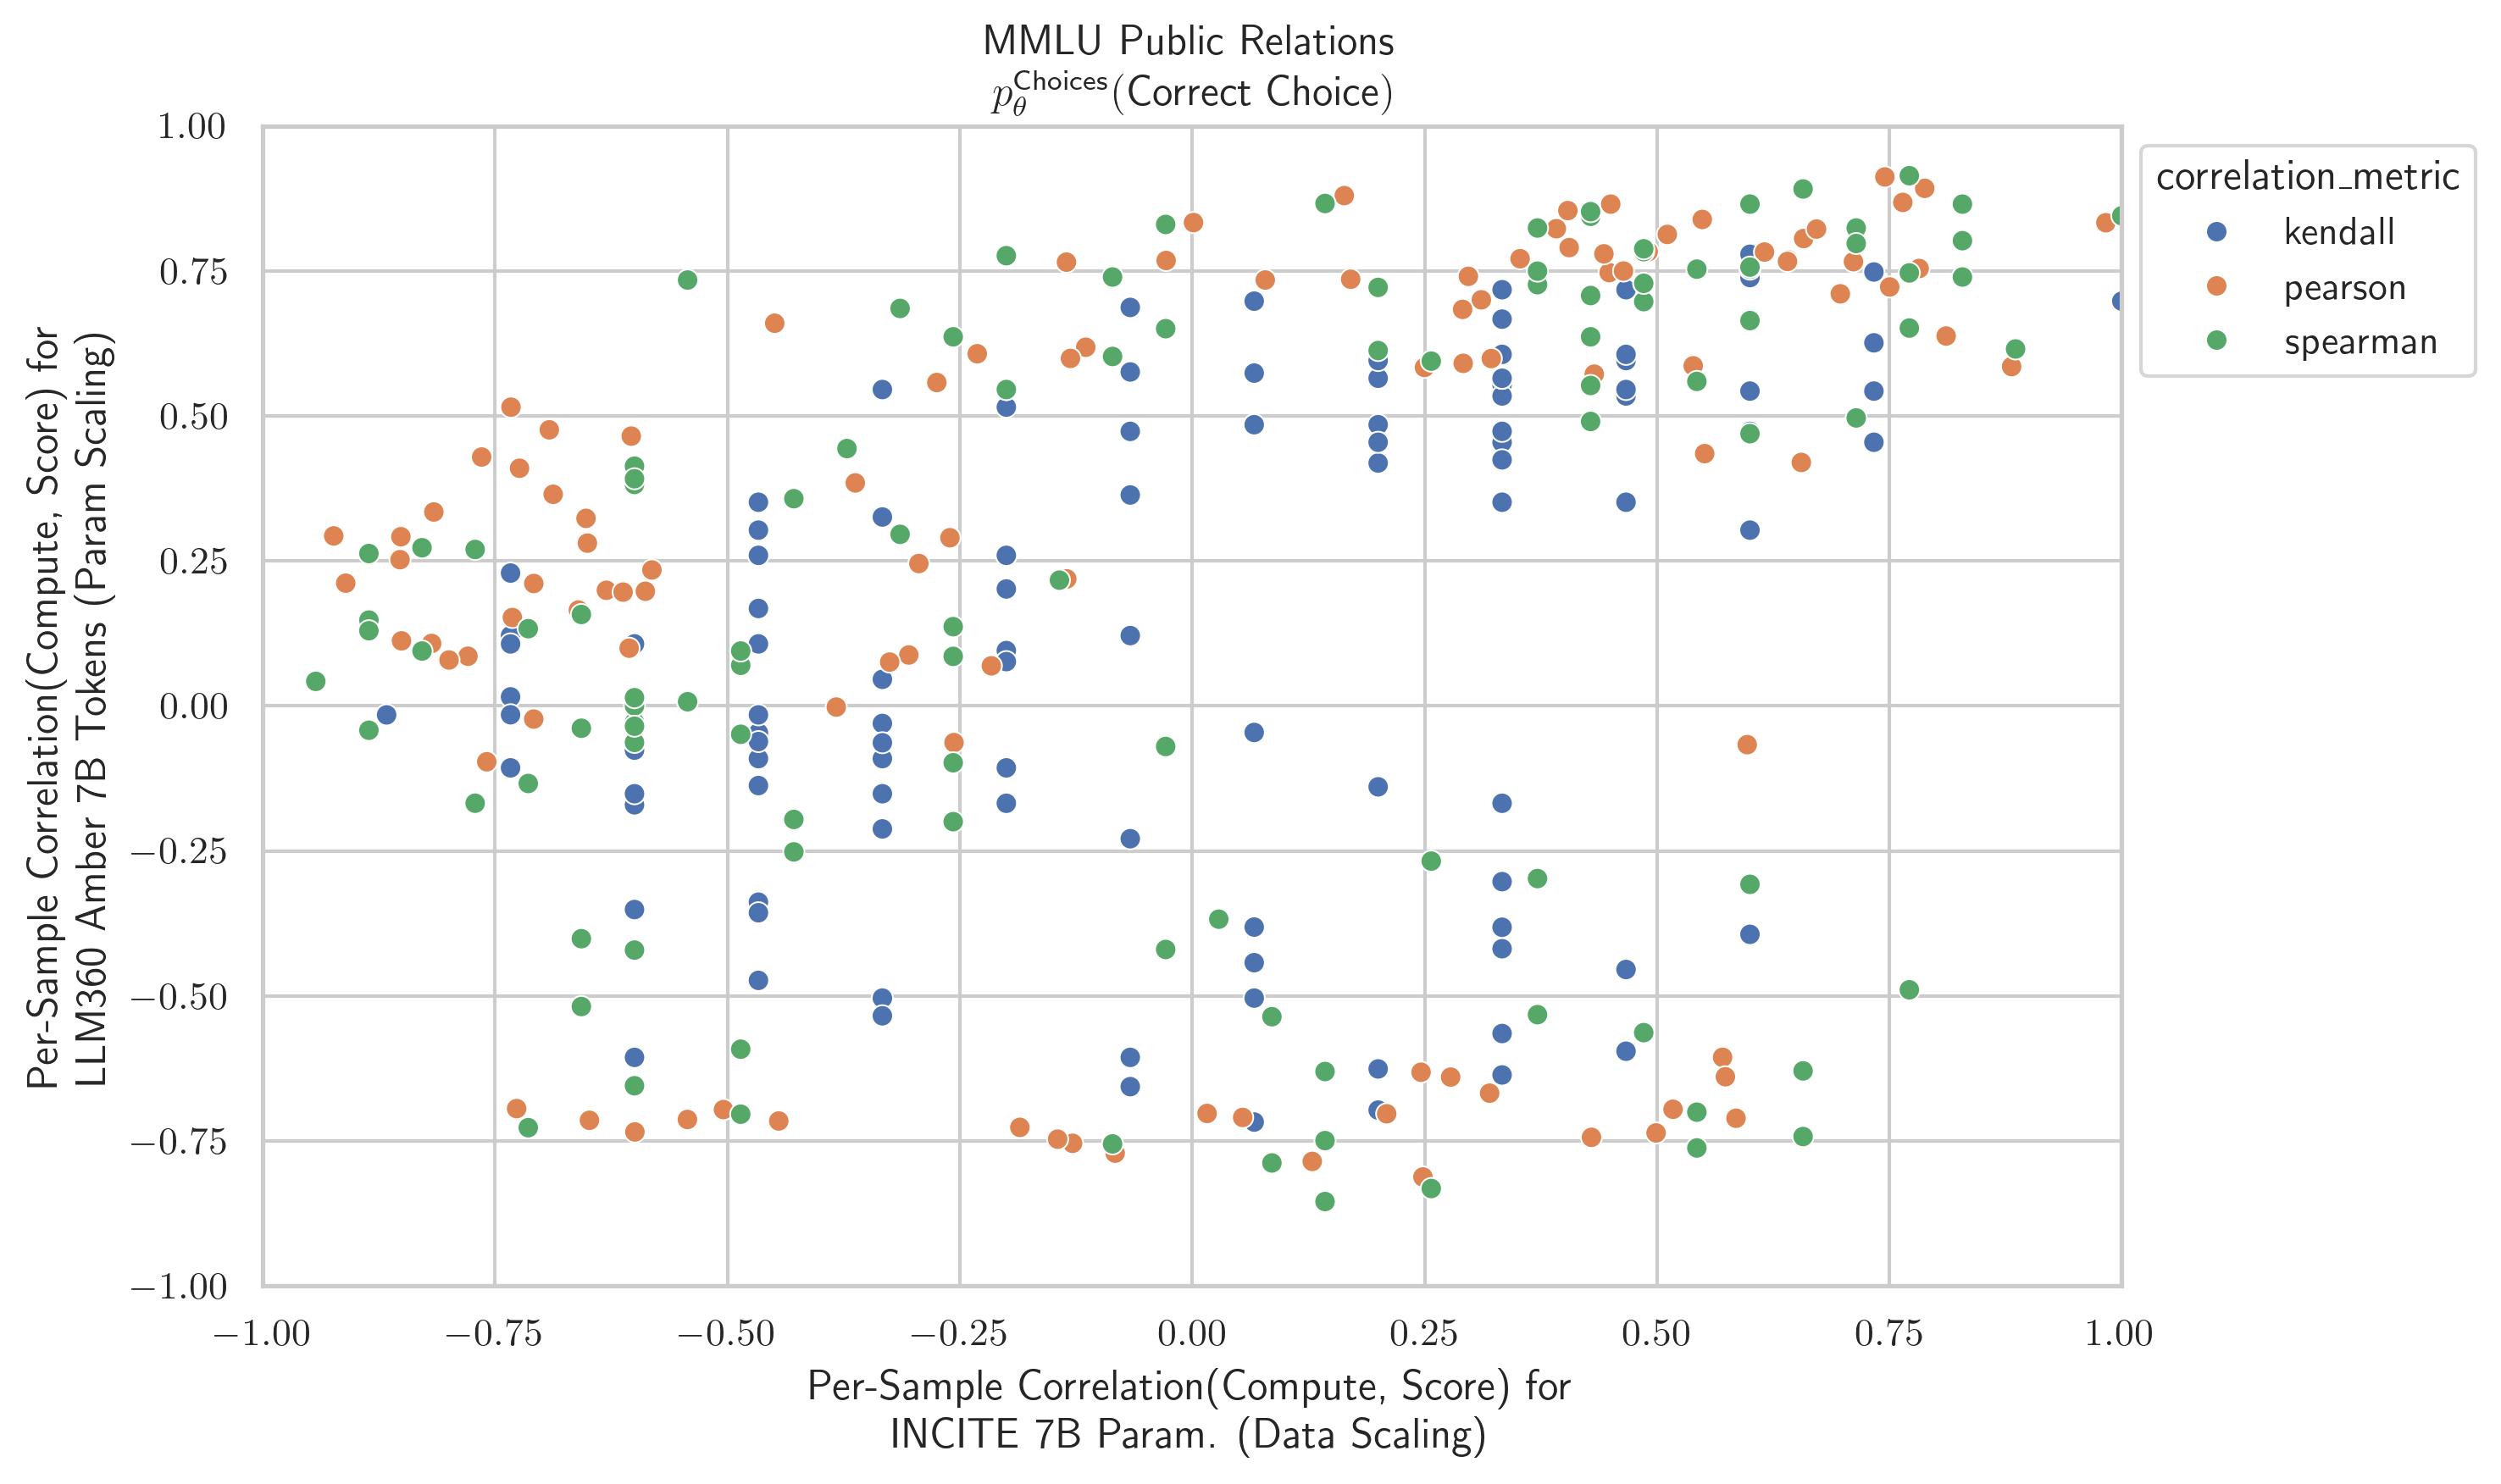 MMLU Public Relations
p_θ^Choices(Correct Choice)
1.00
0.75
0.50
0.25
0.00
−0.25
−0.50
−0.75
−1.00
Per-Sample Correlation(Compute, Score) for
LLM360 Amber 7B Tokens (Param Scaling)
−1.00 −0.75 −0.50 −0.25 0.00 0.25 0.50 0.75 1.00
Per-Sample Correlation(Compute, Score) for
INCITE 7B Param. (Data Scaling)
correlation_metric
kendall
pearson
spearman